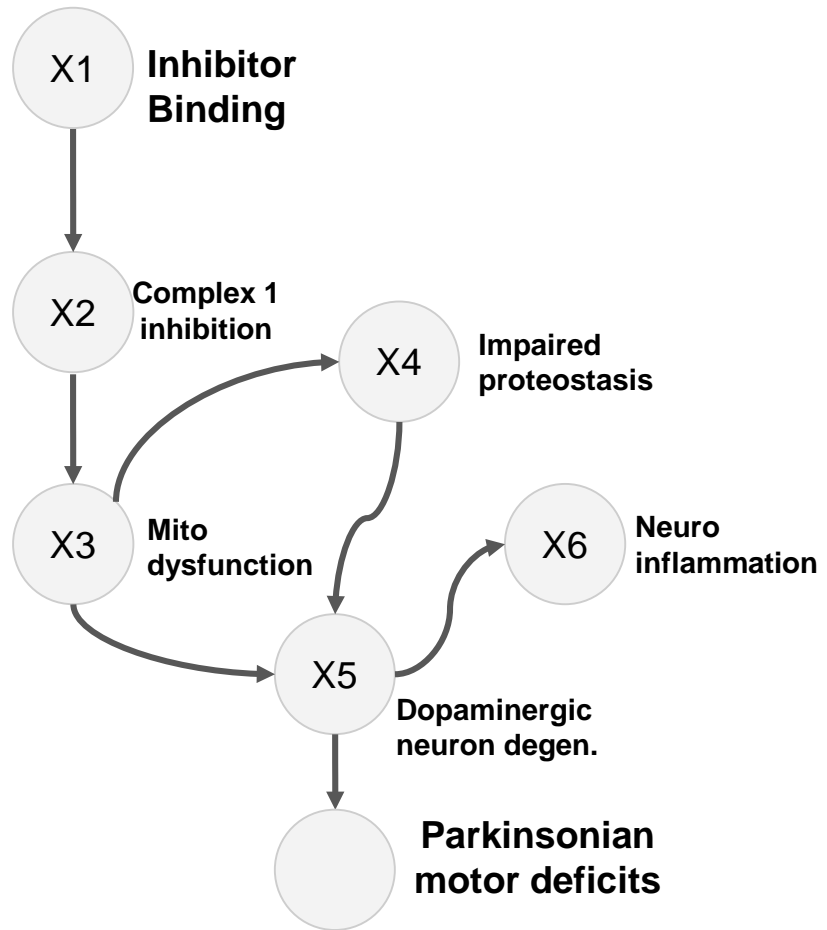 X1
Inhibitor
Binding
X2
Complex 1
inhibition
X4
Impaired
proteostasis
X3
Mito
dysfunction
X6
Neuro
inflammation
X5
Dopaminergic
neuron degen.
Parkinsonian
motor deficits